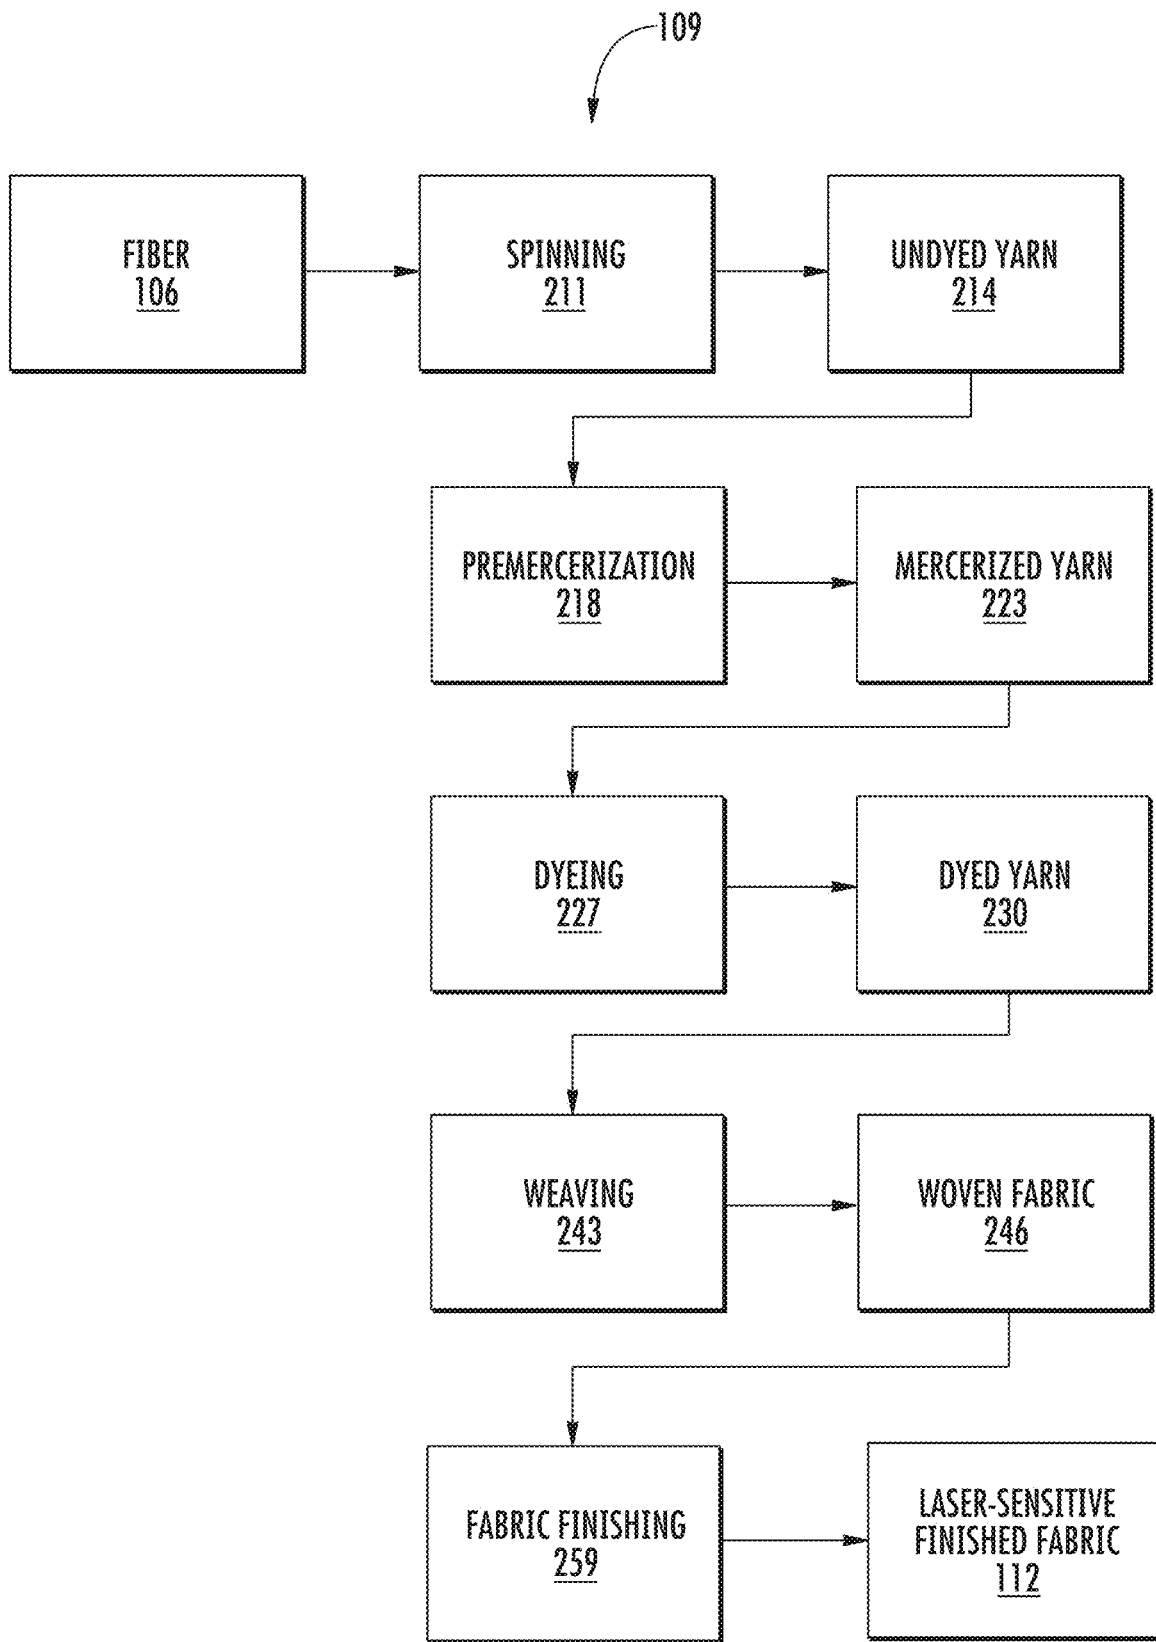 109
FIBER
106
SPINNING
211
UNDYED YARN
214
PREMERCERIZATION
218
MERCERIZED YARN
223
DYEING
227
DYED YARN
230
WEAVING
243
WOVEN FABRIC
246
FABRIC FINISHING
259
LASER-SENSITIVE
FINISHED FABRIC
112